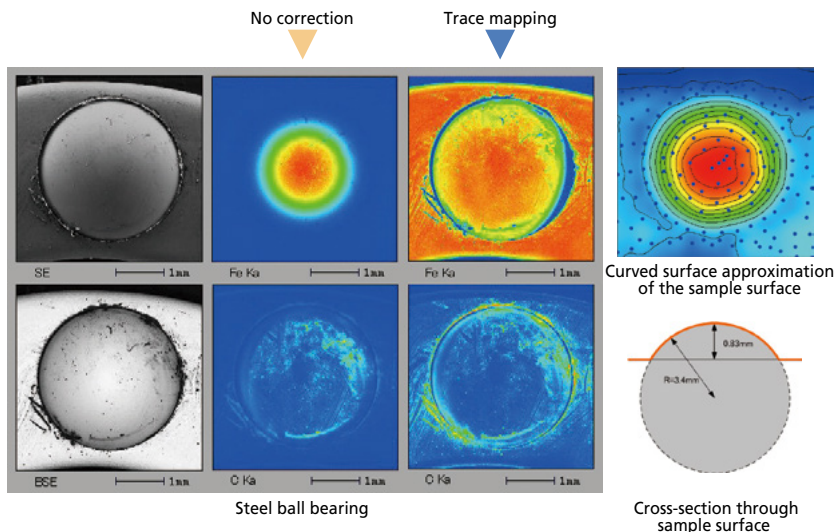 No correction
Trace mapping
SE
1mm
Fe Ka
1mm
Fe Ka
1mm
Curved surface approximation
of the sample surface
BSE
1mm
C Ka
1mm
C Ka
1mm
0.83mm
R=3.4mm
Steel ball bearing
Cross-section through
sample surface